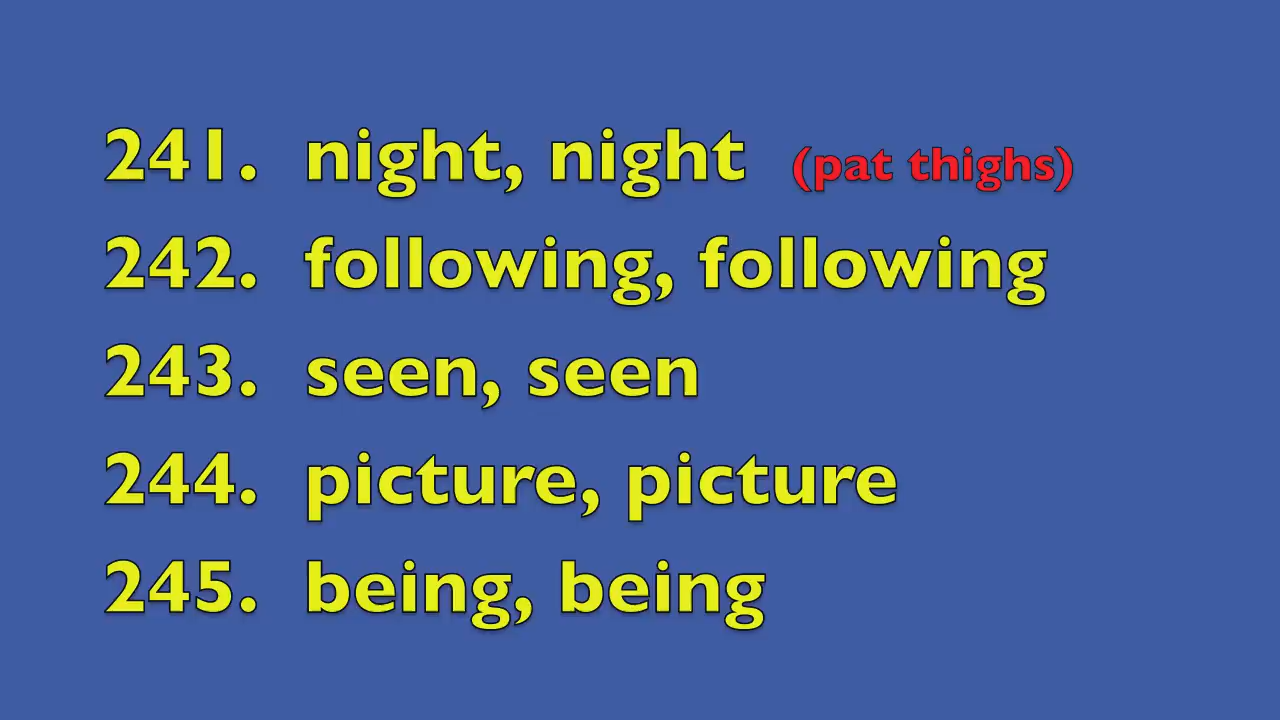 241. night, night (pat thighs)
242. following, following
243. seen, seen
244. picture, picture
245. being, being